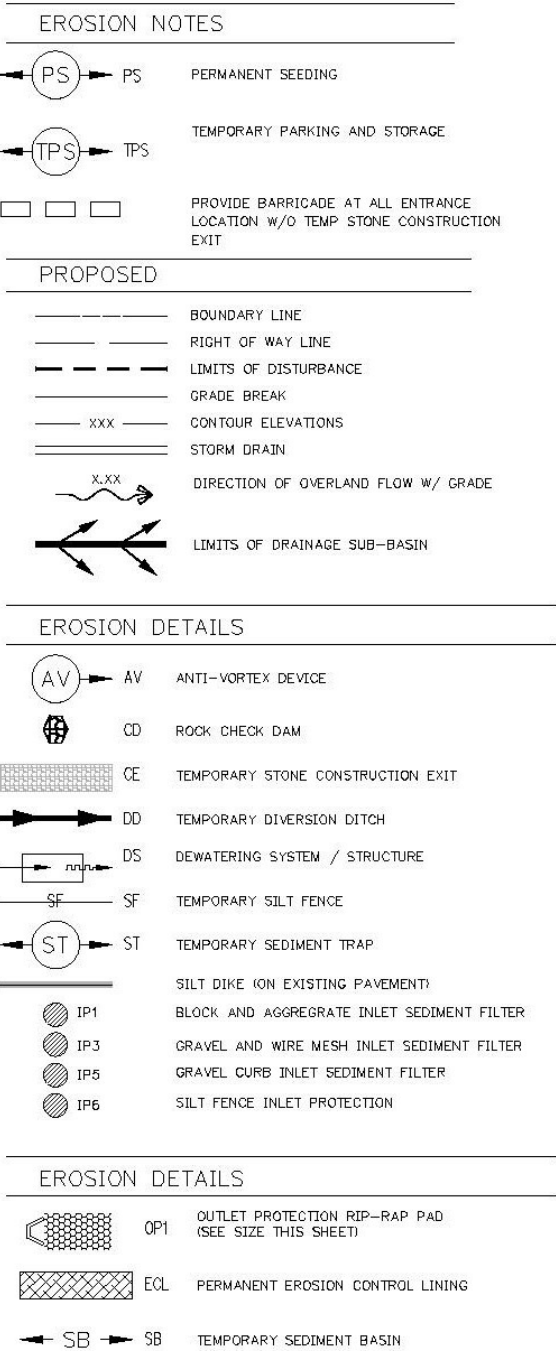 EROSION NOTES
PS PS PERMANENT SEEDING
TPS TPS TEMPORARY PARKING AND STORAGE
PROVIDE BARRICADE AT ALL ENTRANCE
LOCATION W/O TEMP STONE CONSTRUCTION
EXIT
PROPOSED
BOUNDARY LINE
RIGHT OF WAY LINE
LIMITS OF DISTURBANCE
GRADE BREAK
XXX CONTOUR ELEVATIONS
STORM DRAIN
X.XX DIRECTION OF OVERLAND FLOW W/ GRADE
LIMITS OF DRAINAGE SUB-BASIN
EROSION DETAILS
AV AV ANTI-VORTEX DEVICE
CD ROCK CHECK DAM
CE TEMPORARY STONE CONSTRUCTION EXIT
DD TEMPORARY DIVERSION DITCH
DS DEWATERING SYSTEM / STRUCTURE
SF SF TEMPORARY SILT FENCE
ST ST TEMPORARY SEDIMENT TRAP
SILT DIKE (ON EXISTING PAVEMENT)
IP1 BLOCK AND AGGREGRATE INLET SEDIMENT FILTER
IP3 GRAVEL AND WIRE MESH INLET SEDIMENT FILTER
IP5 GRAVEL CURB INLET SEDIMENT FILTER
IP6 SILT FENCE INLET PROTECTION
EROSION DETAILS
OP1 OUTLET PROTECTION RIP-RAP PAD
(SEE SIZE THIS SHEET)
ECL PERMANENT EROSION CONTROL LINING
SB SB TEMPORARY SEDIMENT BASIN